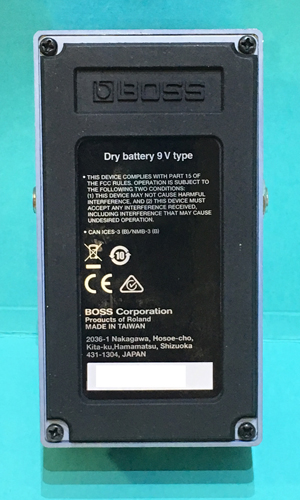 BOSS
Dry battery 9 V type
• THIS DEVICE COMPLIES WITH PART 15 OF
THE FCC RULES. OPERATION IS SUBJECT TO
THE FOLLOWING TWO CONDITIONS:
(1) THIS DEVICE MAY NOT CAUSE HARMFUL
INTERFERENCE, AND (2) THIS DEVICE MUST
ACCEPT ANY INTERFERENCE RECEIVED,
INCLUDING INTERFERENCE THAT MAY CAUSE
UNDESIRED OPERATION.
• CAN ICES-3 (B)/NMB-3 (B)
10
CE
BOSS Corporation
Products of Roland
MADE IN TAIWAN
2036-1 Nakagawa, Hosoe-cho,
Kita-ku,Hamamatsu, Shizuoka
431-1304, JAPAN